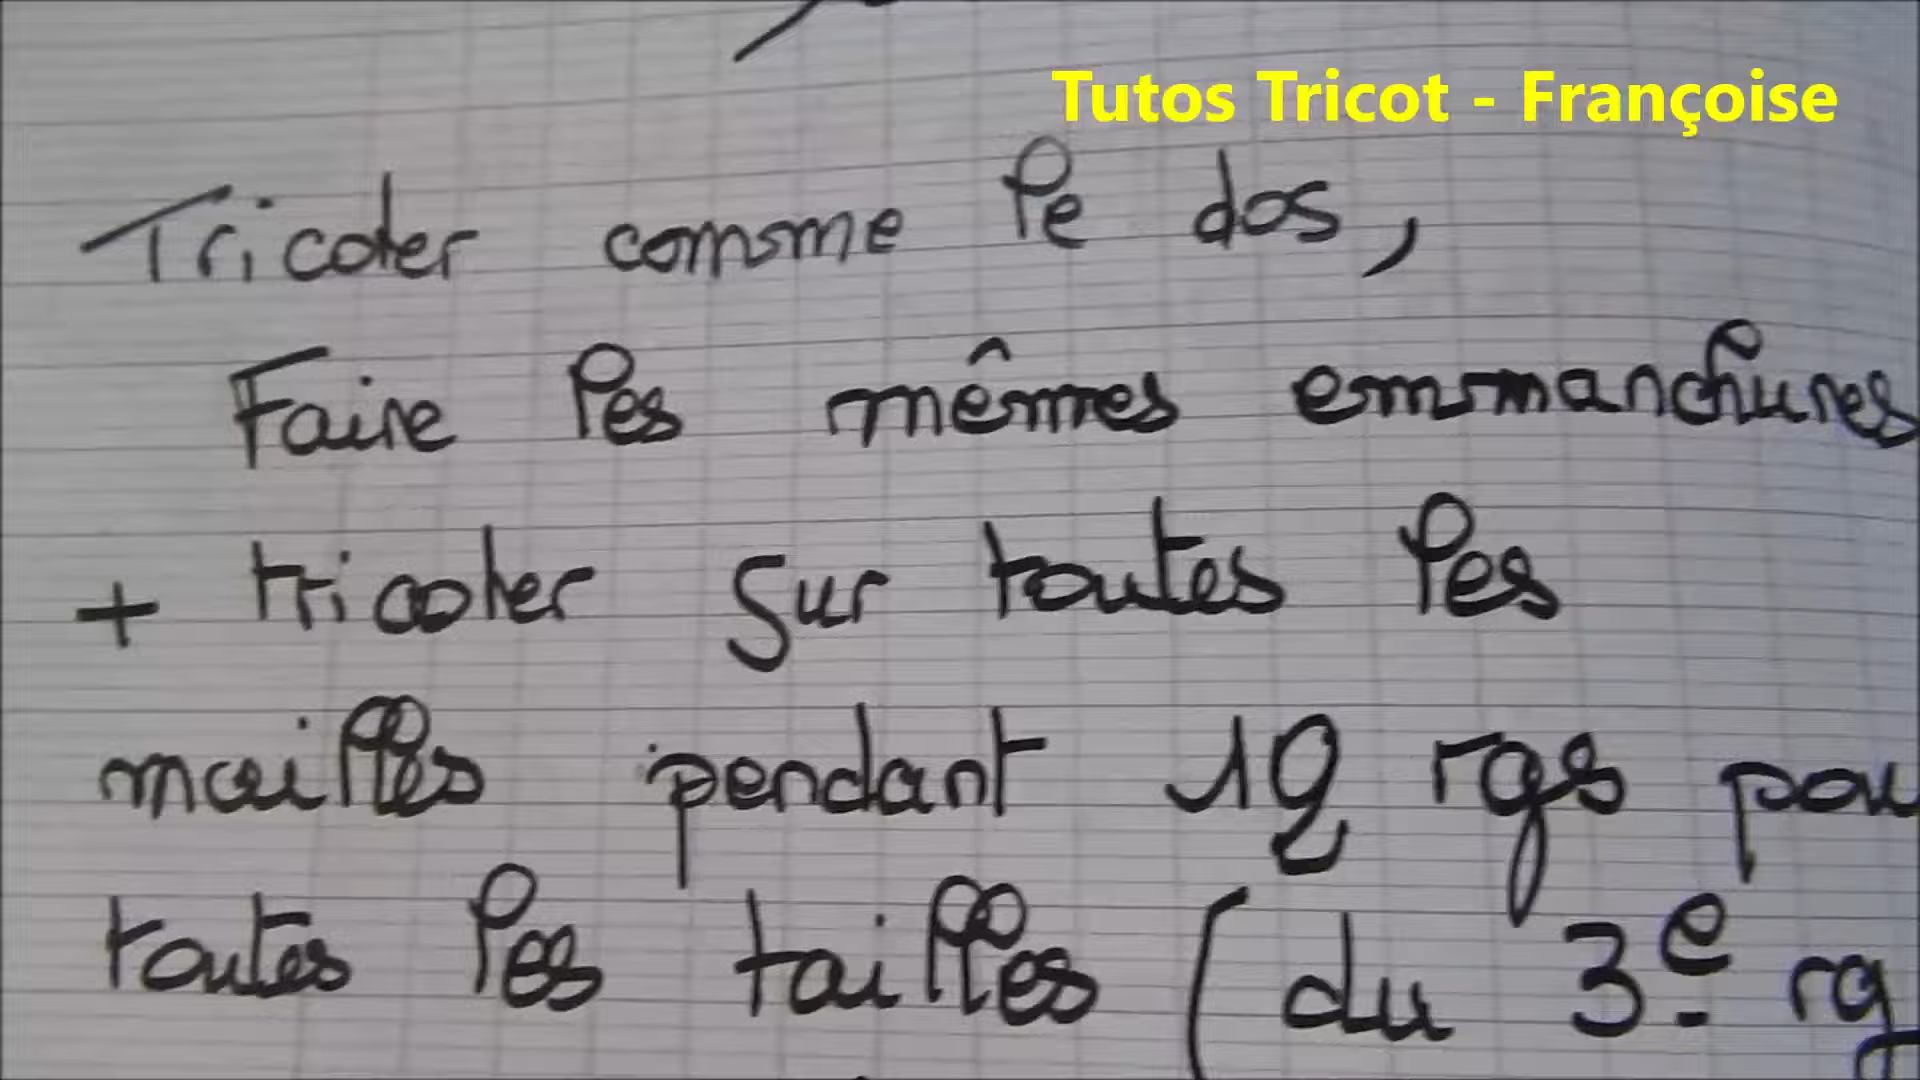 Tutos Tricot - Françoise
Tricoter comme le dos,
Faire les mêmes emmanchures
+ tricoter sur toutes les
mailles pendant 12 rgs pou
toutes les tailles (du 3e rg